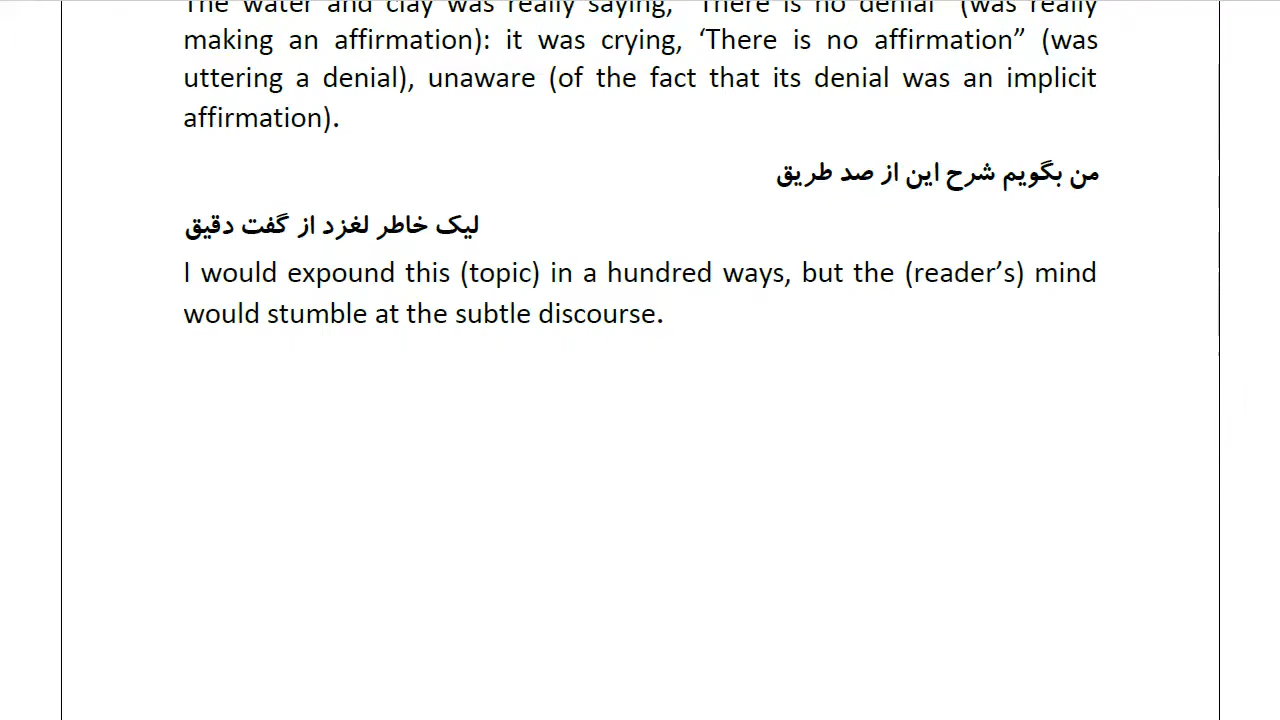 The water and clay was really saying, “There is no denial” (was really
making an affirmation): it was crying, ‘There is no affirmation” (was
uttering a denial), unaware (of the fact that its denial was an implicit
affirmation).
من بگویم شرح این از صد طریق
لیک خاطر لغزد از گفت دقیق
I would expound this (topic) in a hundred ways, but the (reader’s) mind
would stumble at the subtle discourse.